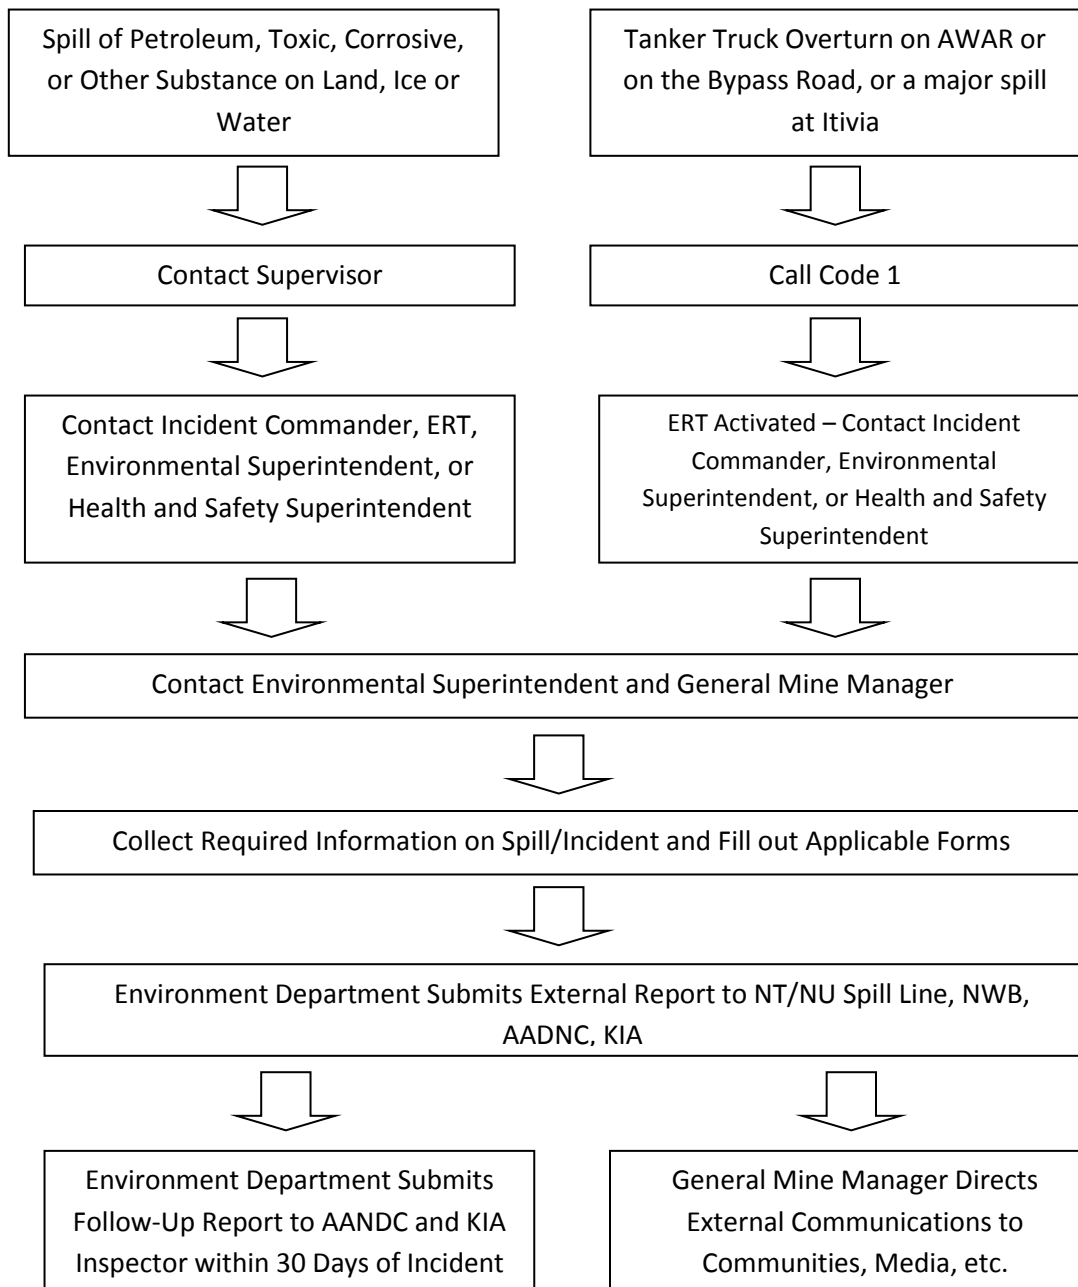 Spill of Petroleum, Toxic, Corrosive,
or Other Substance on Land, Ice or
Water
Tanker Truck Overturn on AWAR or
on the Bypass Road, or a major spill
at Itivia
Contact Supervisor
Call Code 1
Contact Incident Commander, ERT,
Environmental Superintendent, or
Health and Safety Superintendent
ERT Activated – Contact Incident
Commander, Environmental
Superintendent, or Health and Safety
Superintendent
Contact Environmental Superintendent and General Mine Manager
Collect Required Information on Spill/Incident and Fill out Applicable Forms
Environment Department Submits External Report to NT/NU Spill Line, NWB,
AADNC, KIA
Environment Department Submits
Follow-Up Report to AANDC and KIA
Inspector within 30 Days of Incident
General Mine Manager Directs
External Communications to
Communities, Media, etc.